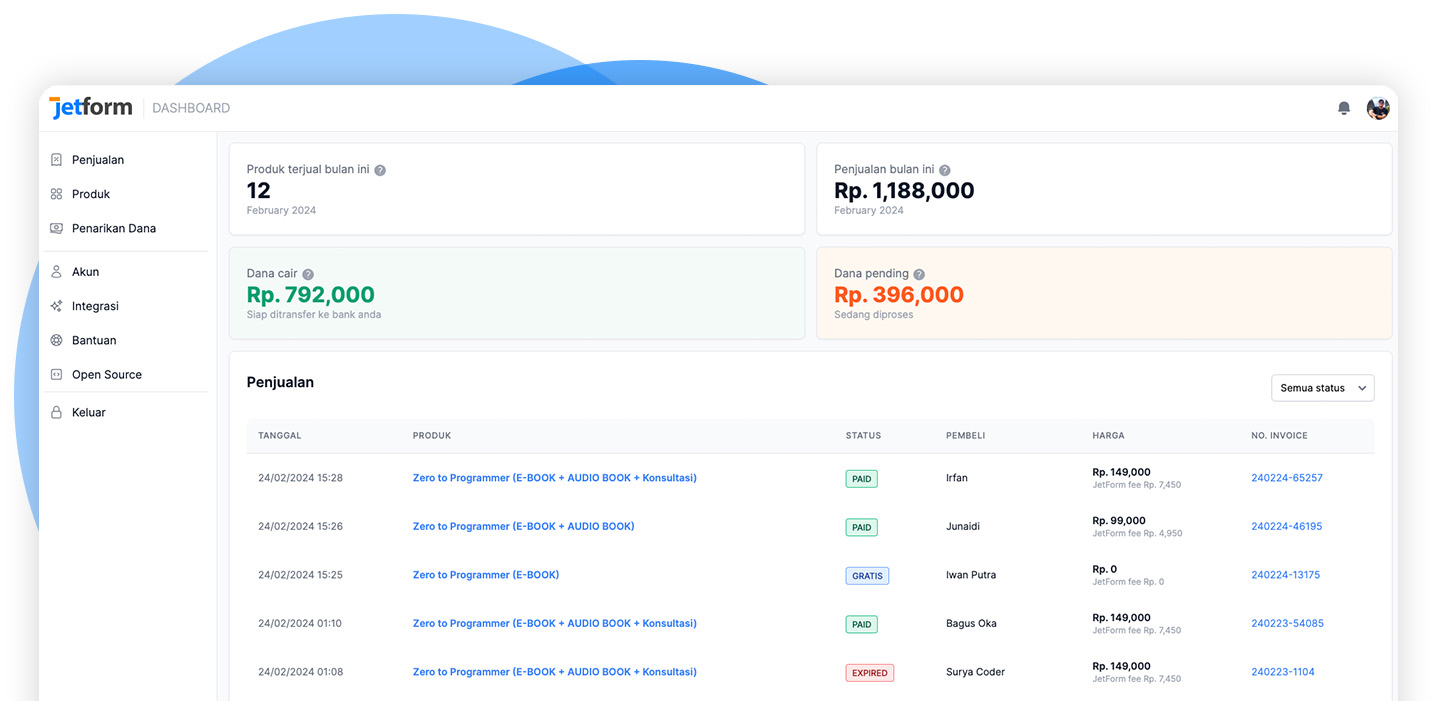 jetform DASHBOARD
Penjualan
Produk
Penarikan Dana
Akun
Integrasi
Bantuan
Open Source
Keluar
Produk terjual bulan ini ?
12
February 2024
Penjualan bulan ini ?
Rp. 1,188,000
February 2024
Dana cair ?
Rp. 792,000
Siap ditransfer ke bank anda
Dana pending ?
Rp. 396,000
Sedang diproses
Penjualan
Semua status
TANGGAL PRODUK STATUS PEMBELI HARGA NO. INVOICE
24/02/2024 15:28 Zero to Programmer (E-BOOK + AUDIO BOOK + Konsultasi) PAID Irfan Rp. 149,000 240224-65257
JetForm fee Rp. 7,450
24/02/2024 15:26 Zero to Programmer (E-BOOK + AUDIO BOOK) PAID Junaidi Rp. 99,000 240224-46195
JetForm fee Rp. 4,950
24/02/2024 15:25 Zero to Programmer (E-BOOK) GRATIS Iwan Putra Rp. 0 240224-13175
JetForm fee Rp. 0
24/02/2024 01:10 Zero to Programmer (E-BOOK + AUDIO BOOK + Konsultasi) PAID Bagus Oka Rp. 149,000 240223-54085
JetForm fee Rp. 7,450
24/02/2024 01:08 Zero to Programmer (E-BOOK + AUDIO BOOK + Konsultasi) EXPIRED Surya Coder Rp. 149,000 240223-1104
JetForm fee Rp. 7,450